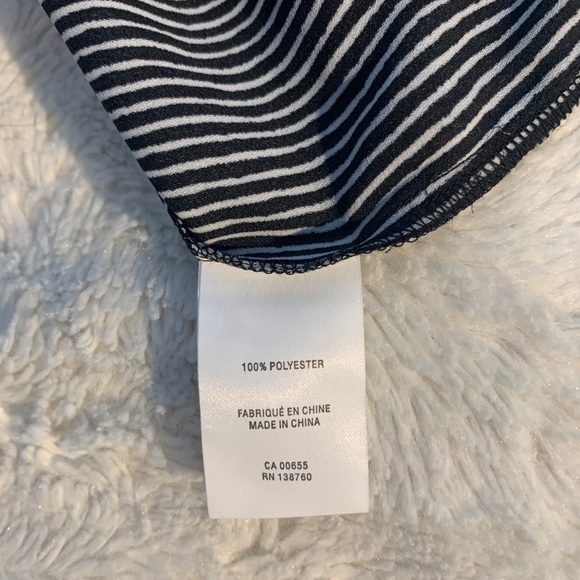 100% POLYESTER
FABRIQUÉ EN CHINE
MADE IN CHINA
CA 00655
RN 138760